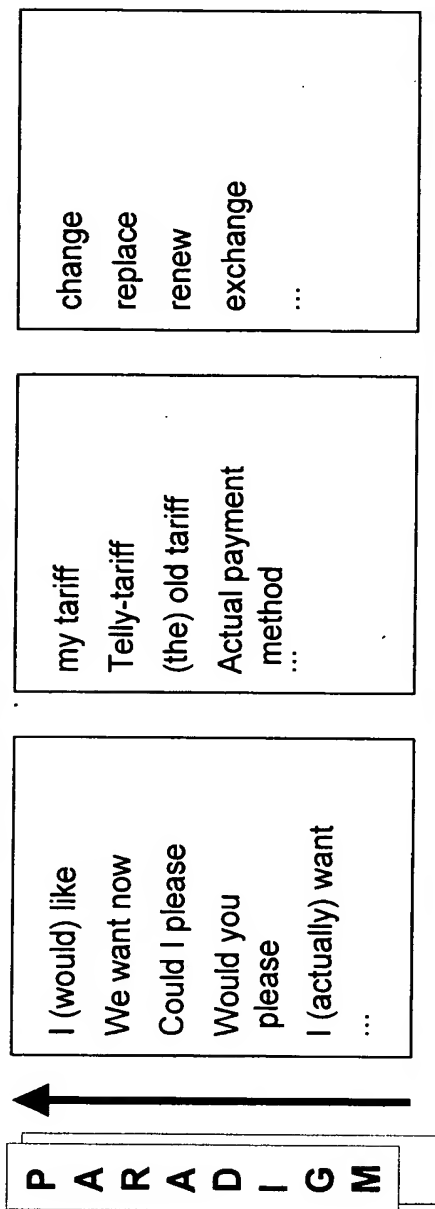 PARADIGM
I (would) like
We want now
Could I please
Would you
please
I (actually) want
...
my tariff
Telly-tariff
(the) old tariff
Actual payment
method
...
change
replace
renew
exchange
...